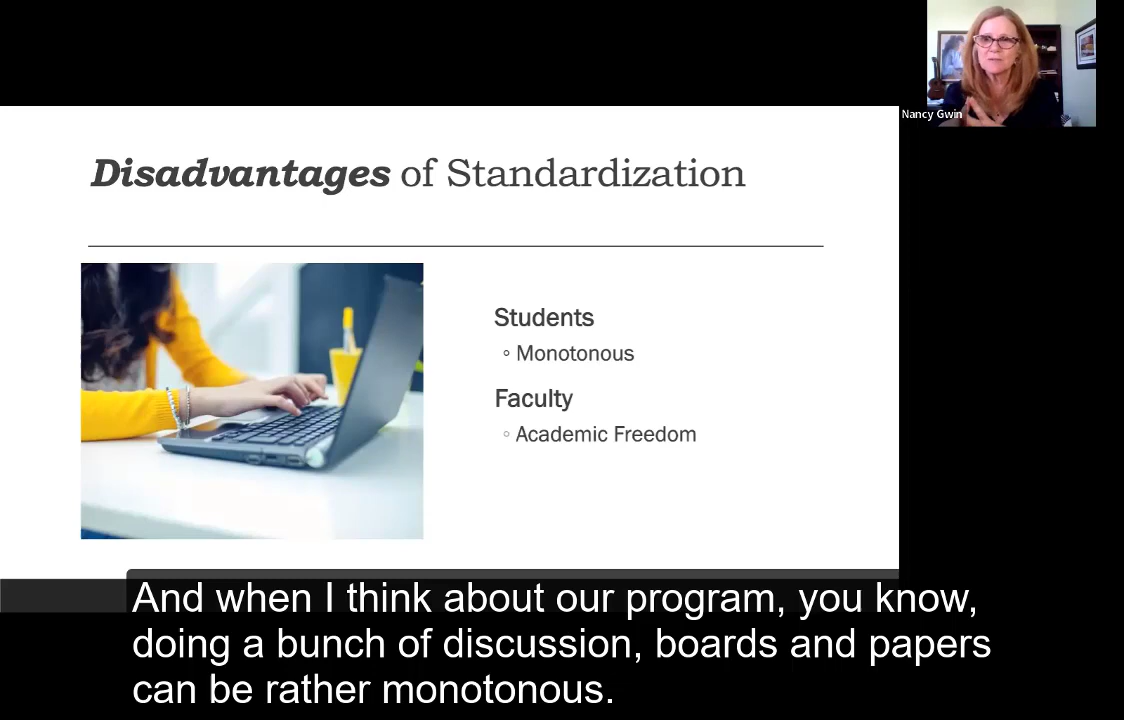 Nancy Gwin
Disadvantages of Standardization
Students
◦ Monotonous
Faculty
◦ Academic Freedom
And when I think about our program, you know,
doing a bunch of discussion, boards and papers
can be rather monotonous.